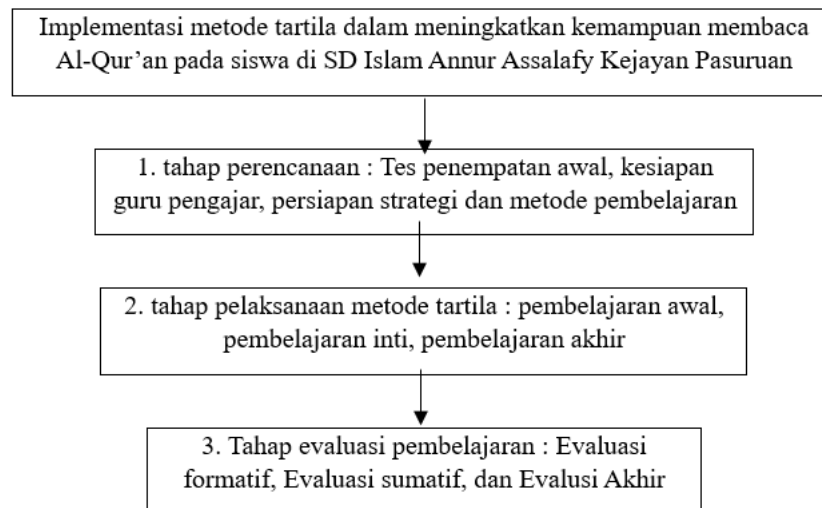 Implementasi metode tartila dalam meningkatkan kemampuan membaca
Al-Qur’an pada siswa di SD Islam Annur Assalafy Kejayan Pasuruan
1. tahap perencanaan : Tes penempatan awal, kesiapan
guru pengajar, persiapan strategi dan metode pembelajaran
2. tahap pelaksanaan metode tartila : pembelajaran awal,
pembelajaran inti, pembelajaran akhir
3. Tahap evaluasi pembelajaran : Evaluasi
formatif, Evaluasi sumatif, dan Evalusi Akhir